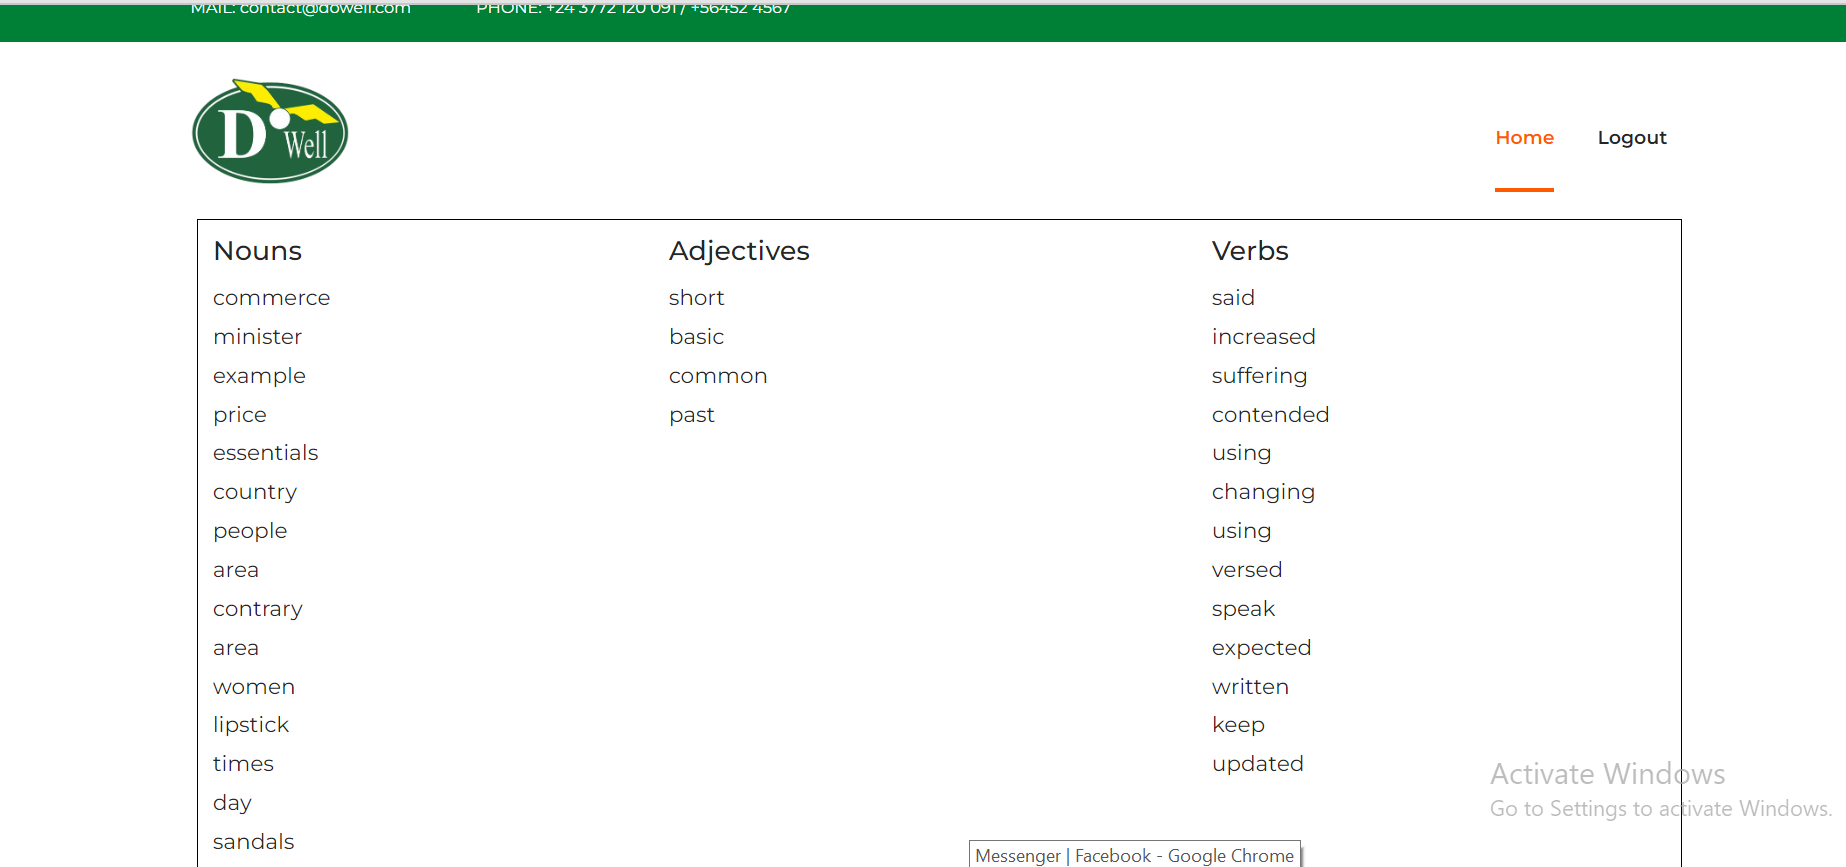 MAIL: contact@dowell.com PHONE: +24 3772 120 091 / +56452 4567
D Well
Home Logout
Nouns Adjectives Verbs
commerce short said
minister basic increased
example common suffering
price past contended
essentials using
country changing
people using
area versed
contrary speak
area expected
women written
lipstick keep
times updated
day
sandals
Activate Windows
Go to Settings to activate Windows.
Messenger | Facebook - Google Chrome